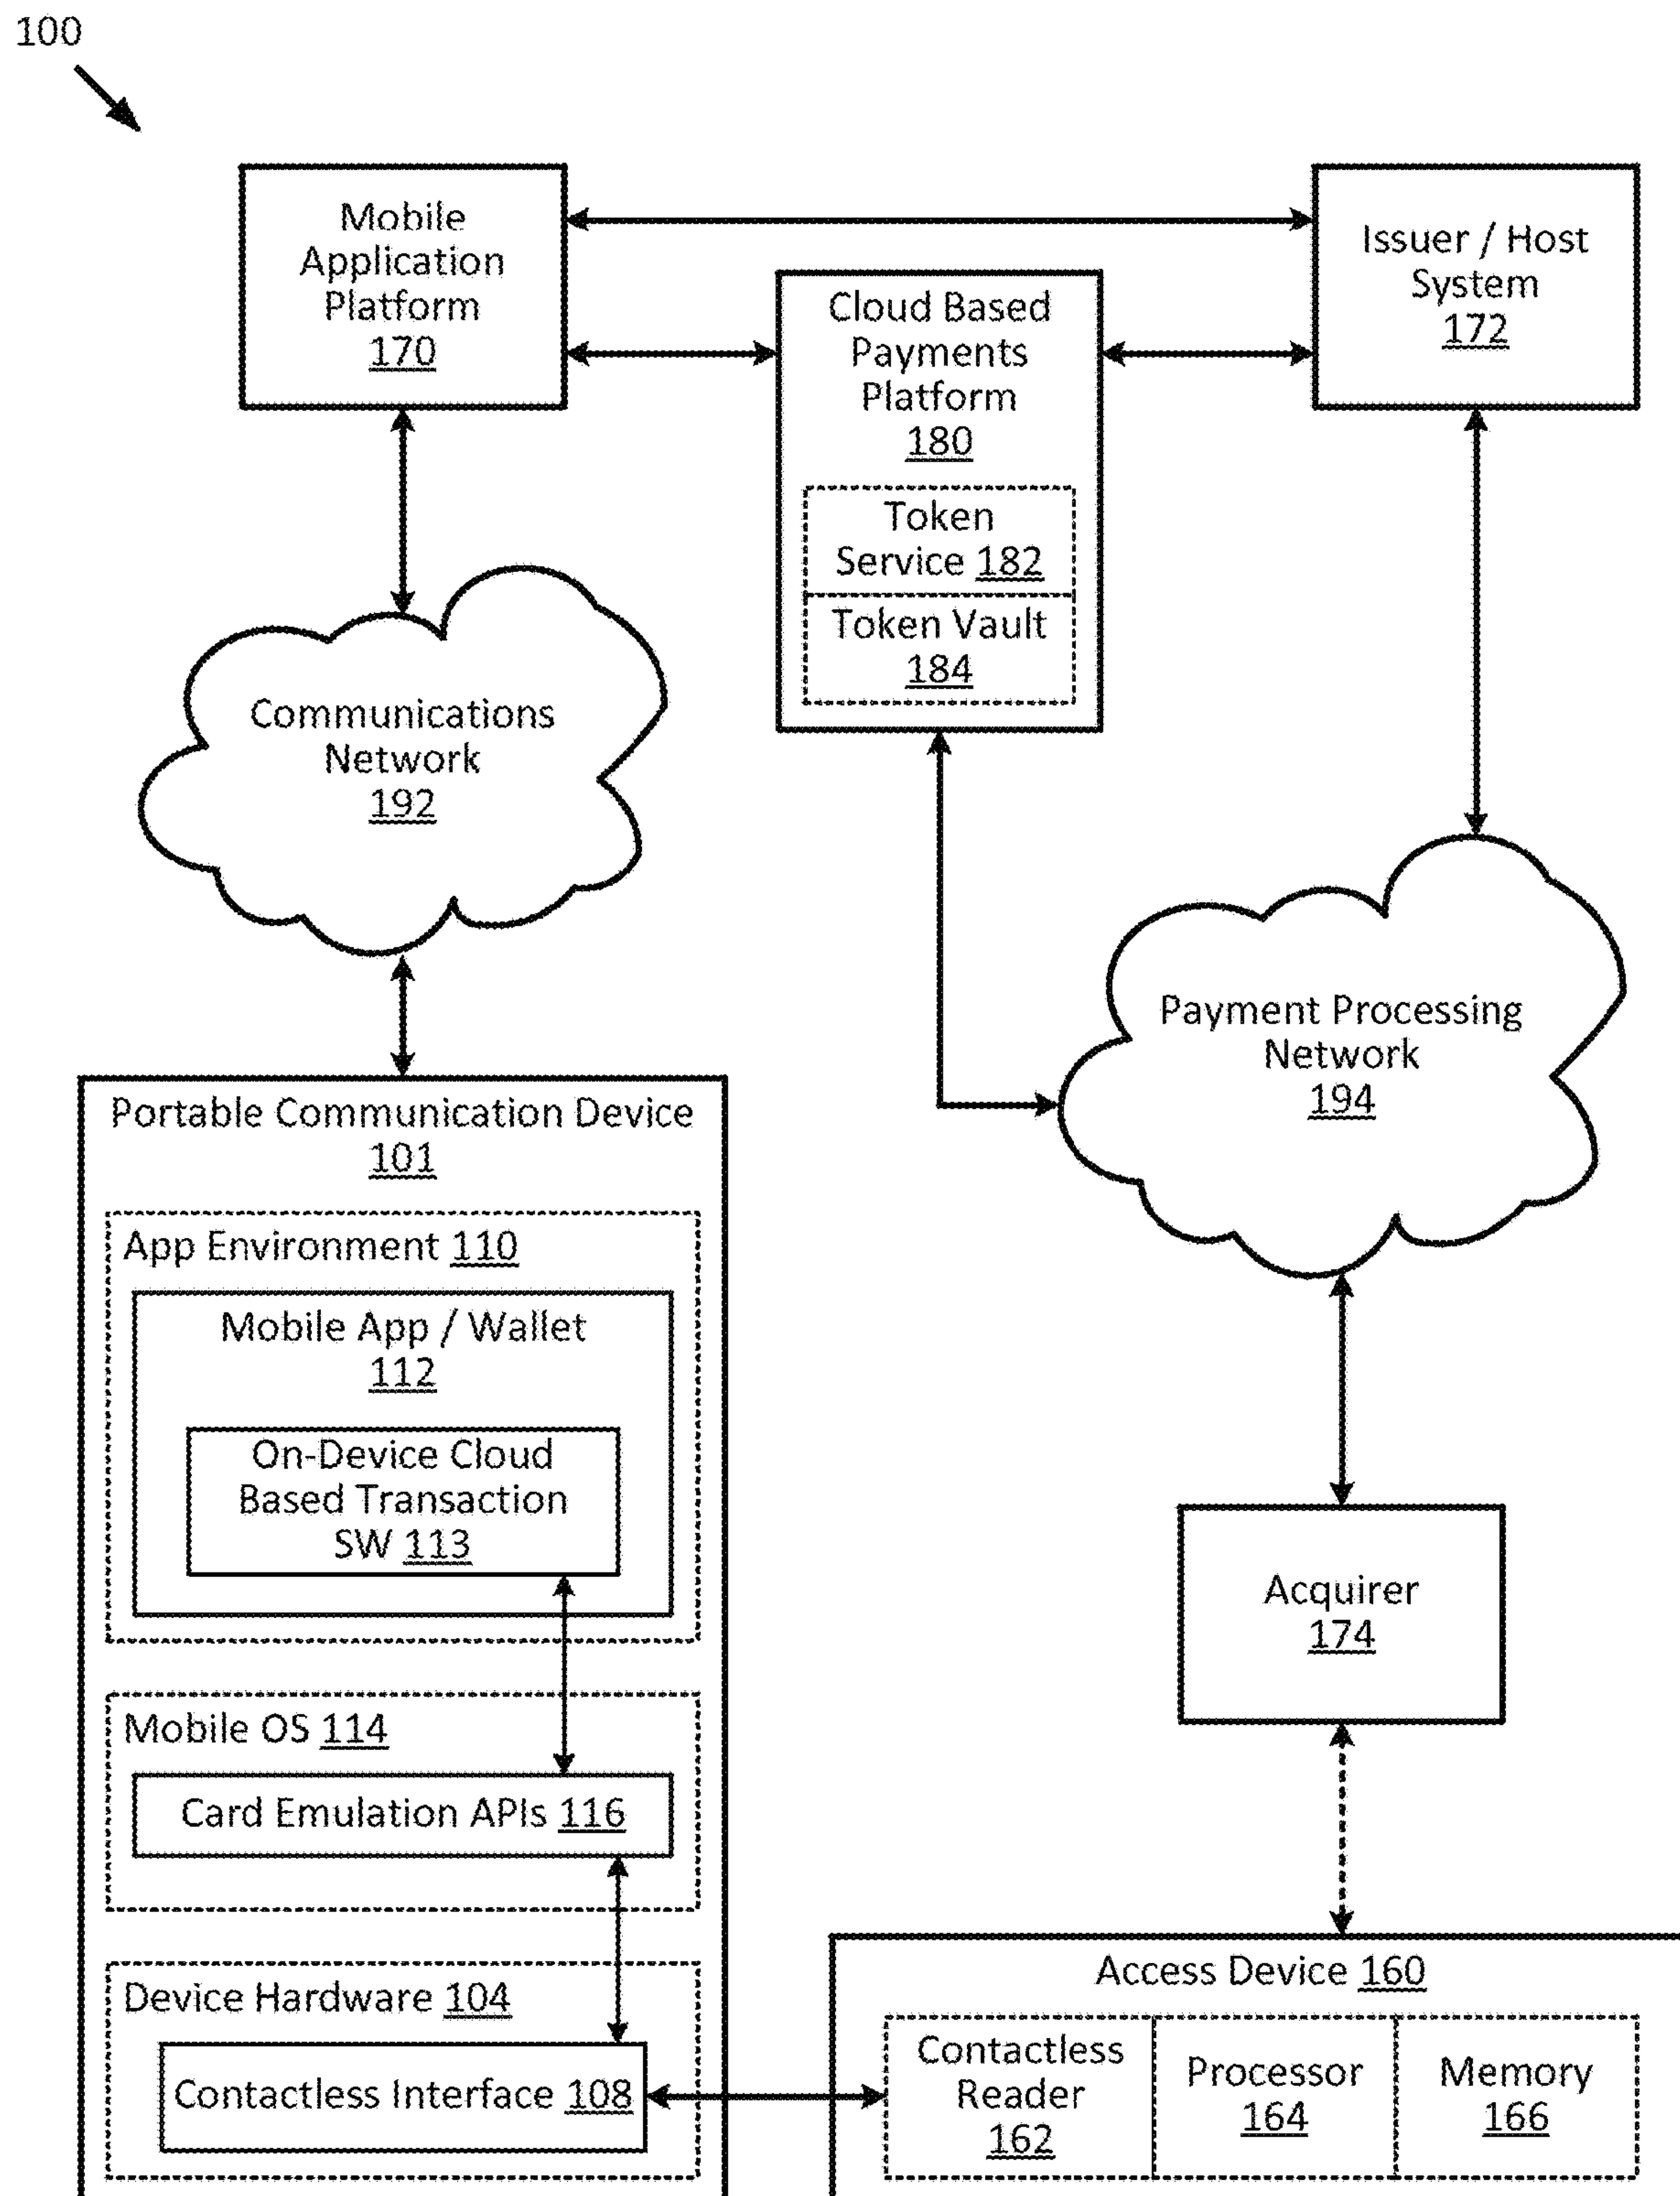 100
Mobile
Application
Platform
170
Issuer / Host
System
172
Cloud Based
Payments
Platform
180
Token
Service 182
Token Vault
184
Communications
Network
192
Payment Processing
Network
194
Portable Communication Device
101
App Environment 110
Mobile App / Wallet
112
On-Device Cloud
Based Transaction
SW 113
Acquirer
174
Mobile OS 114
Card Emulation APIs 116
Device Hardware 104
Contactless Interface 108
Access Device 160
Contactless
Reader
162
Processor
164
Memory
166